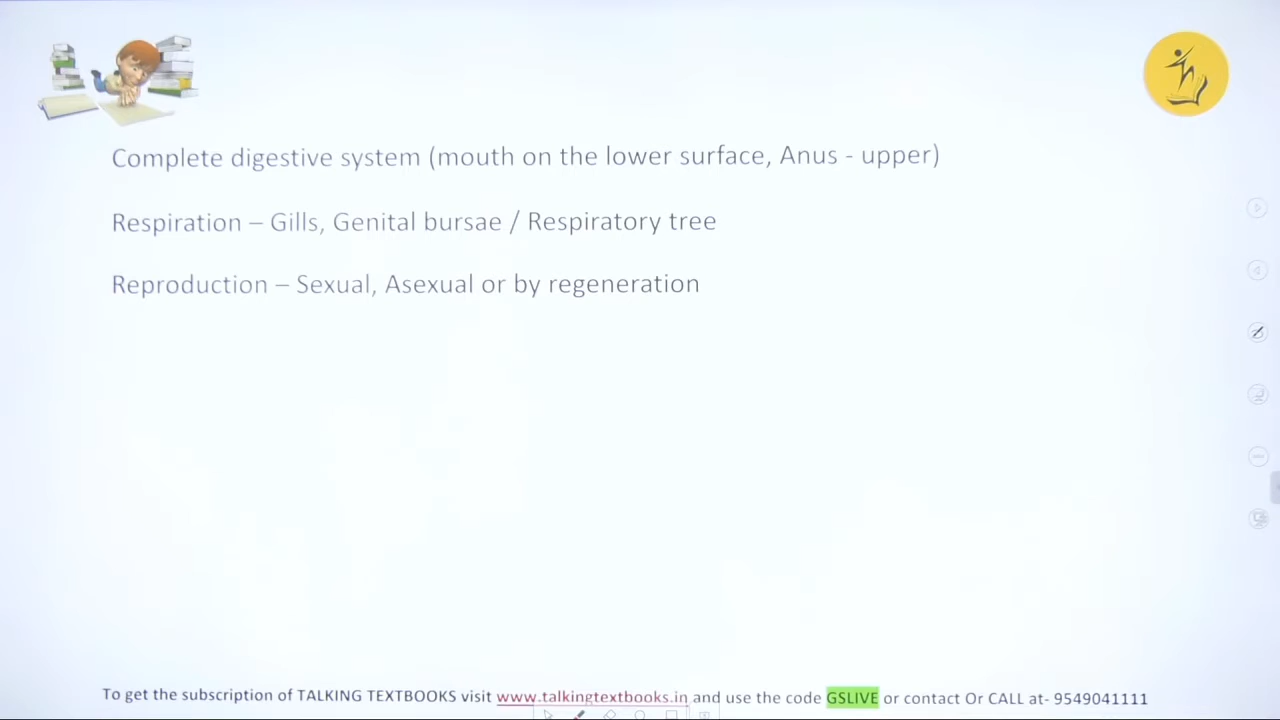 Complete digestive system (mouth on the lower surface, Anus - upper)
Respiration – Gills, Genital bursae / Respiratory tree
Reproduction – Sexual, Asexual or by regeneration
To get the subscription of TALKING TEXTBOOKS visit www.talkingtextbooks.in and use the code GSLIVE or contact Or CALL at- 9549041111